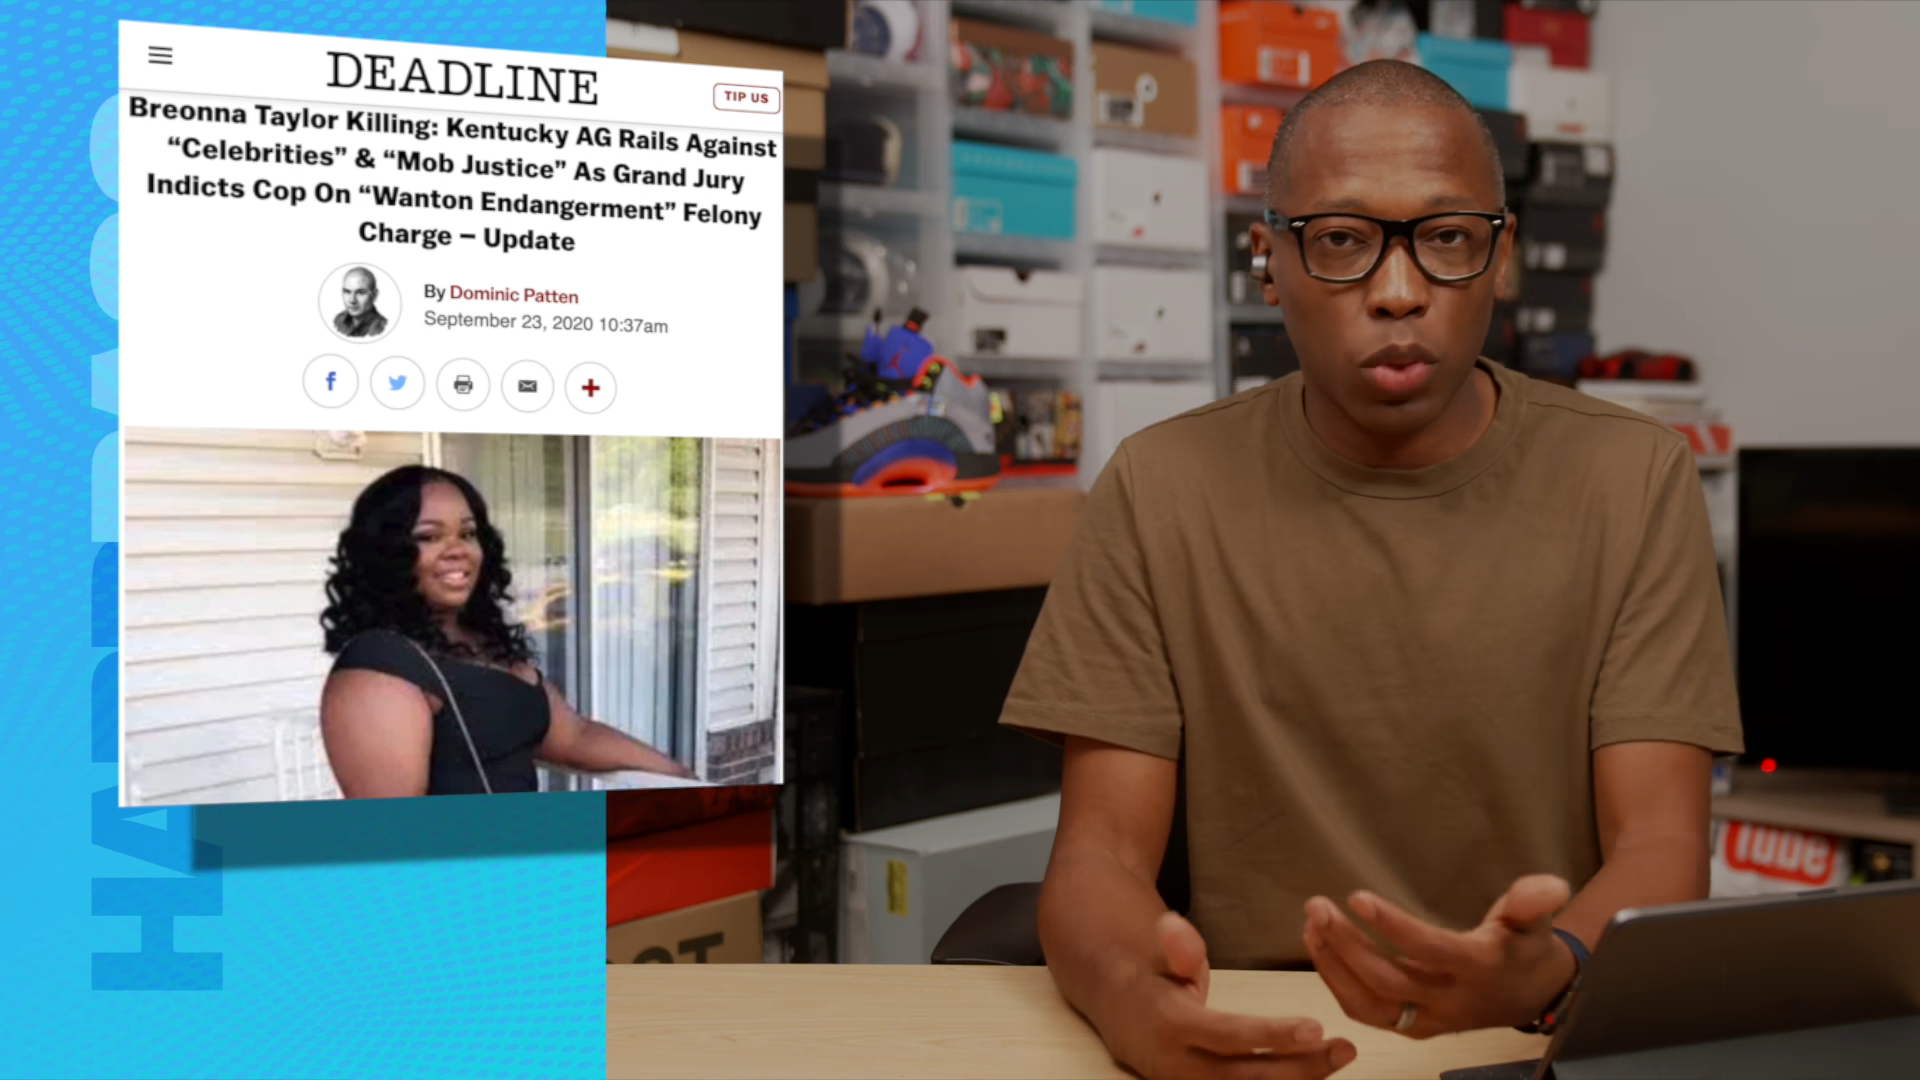 DEADLINE
TIP US
Breonna Taylor Killing: Kentucky AG Rails Against
“Celebrities” & “Mob Justice” As Grand Jury
Indicts Cop On “Wanton Endangerment” Felony
Charge – Update
By Dominic Patten
September 23, 2020 10:37am
Tube